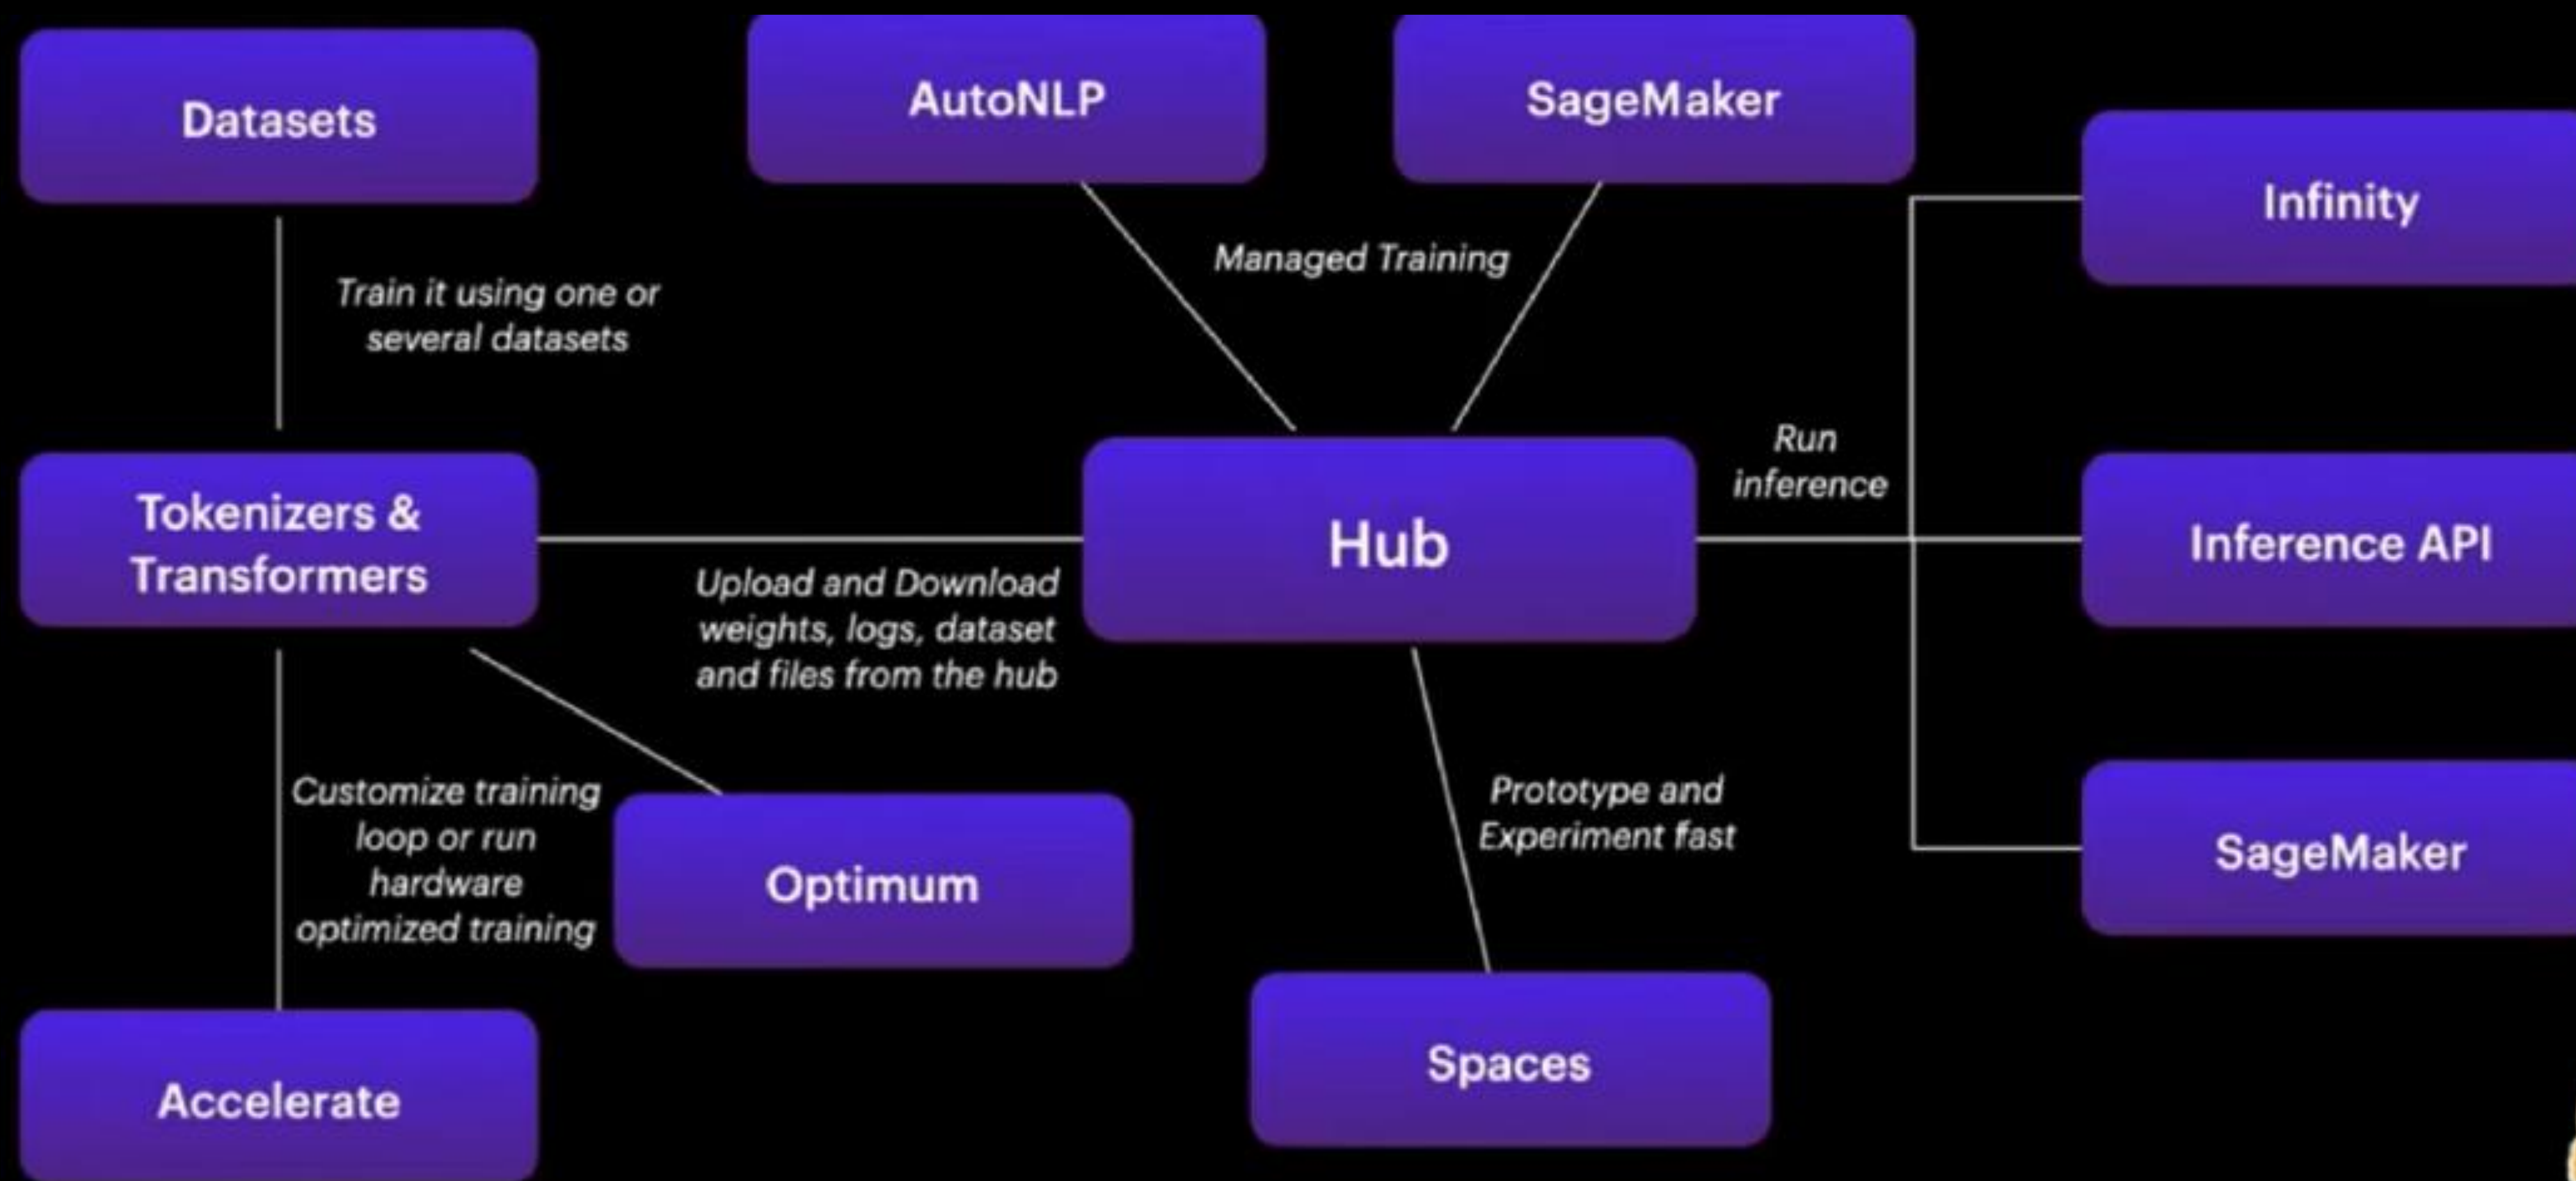 Datasets
AutoNLP
SageMaker
Infinity
Train it using one or
several datasets
Managed Training
Tokenizers &
Transformers
Hub
Run
inference
Inference API
Upload and Download
weights, logs, dataset
and files from the hub
Customize training
loop or run
hardware
optimized training
Optimum
Prototype and
Experiment fast
SageMaker
Accelerate
Spaces